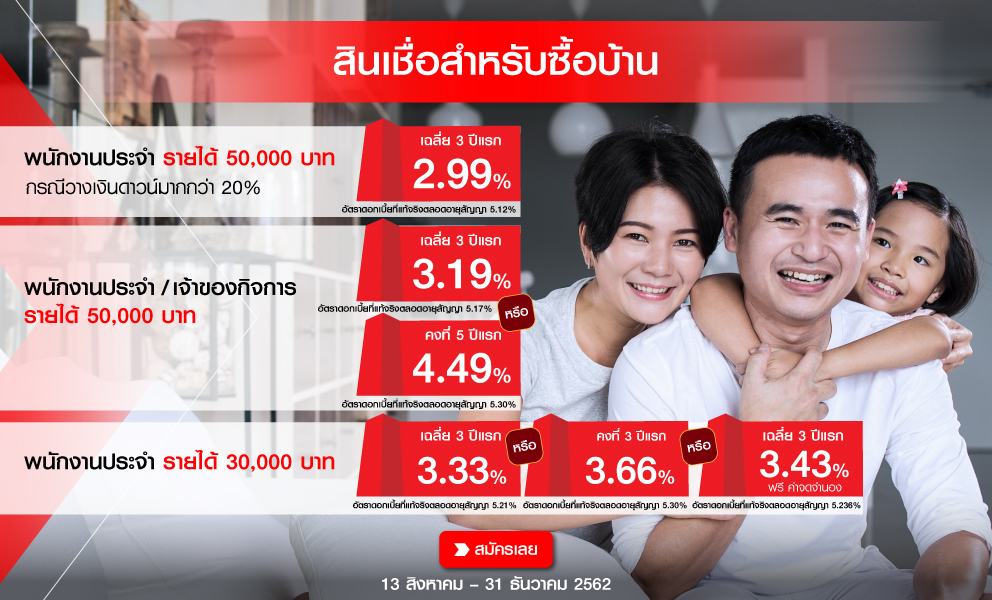 สินเชื่อสำหรับซื้อบ้าน
พนักงานประจำ รายได้ 50,000 บาท
กรณีวางเงินดาวน์มากกว่า 20%
เฉลี่ย 3 ปีแรก
2.99%
อัตราดอกเบี้ยที่แท้จริงตลอดอายุสัญญา 5.12%
พนักงานประจำ / เจ้าของกิจการ
รายได้ 50,000 บาท
เฉลี่ย 3 ปีแรก
3.19%
อัตราดอกเบี้ยที่แท้จริงตลอดอายุสัญญา 5.17%
หรือ
คงที่ 5 ปีแรก
4.49%
อัตราดอกเบี้ยที่แท้จริงตลอดอายุสัญญา 5.30%
พนักงานประจำ รายได้ 30,000 บาท
เฉลี่ย 3 ปีแรก
3.33%
อัตราดอกเบี้ยที่แท้จริงตลอดอายุสัญญา 5.21%
หรือ
คงที่ 3 ปีแรก
3.66%
อัตราดอกเบี้ยที่แท้จริงตลอดอายุสัญญา 5.30%
หรือ
เฉลี่ย 3 ปีแรก
3.43%
ฟรี ค่าจดจำนอง
อัตราดอกเบี้ยที่แท้จริงตลอดอายุสัญญา 5.236%
สมัครเลย
13 สิงหาคม – 31 ธันวาคม 2562